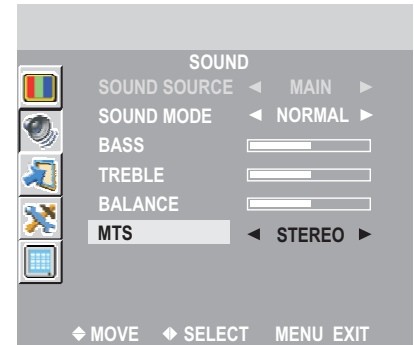 SOUND
SOUND SOURCE ◄ MAIN ►
SOUND MODE ◄ NORMAL ►
BASS
TREBLE
BALANCE
MTS ◄ STEREO ►
MOVE SELECT MENU EXIT